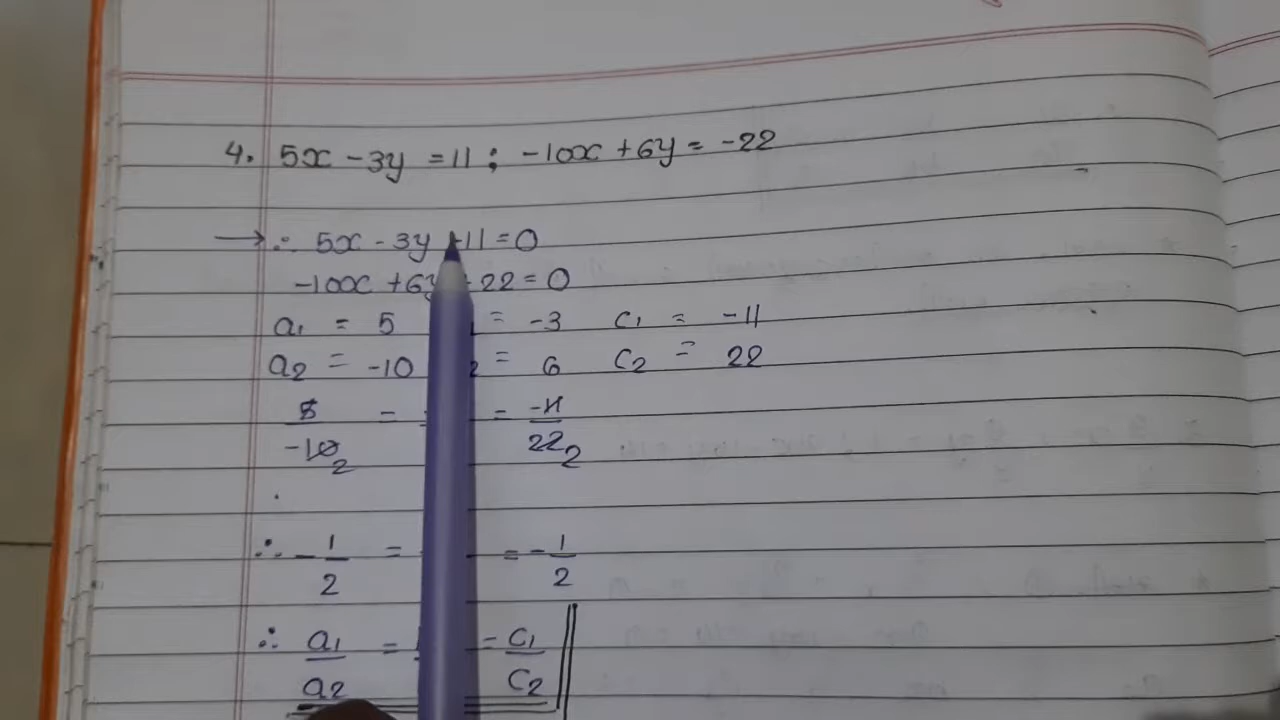 4. 5x - 3y = 11 ; -10x + 6y = -22
→ ∴ 5x - 3y -11 = 0
-10x + 6y + 22 = 0
a1 = 5 1 = -3 c1 = -11
a2 = -10 2 = 6 c2 = 22
5/-10 2 = = -11/22 2
∴ -1/2 = = -1/2
∴ a1/a2 = = c1/c2